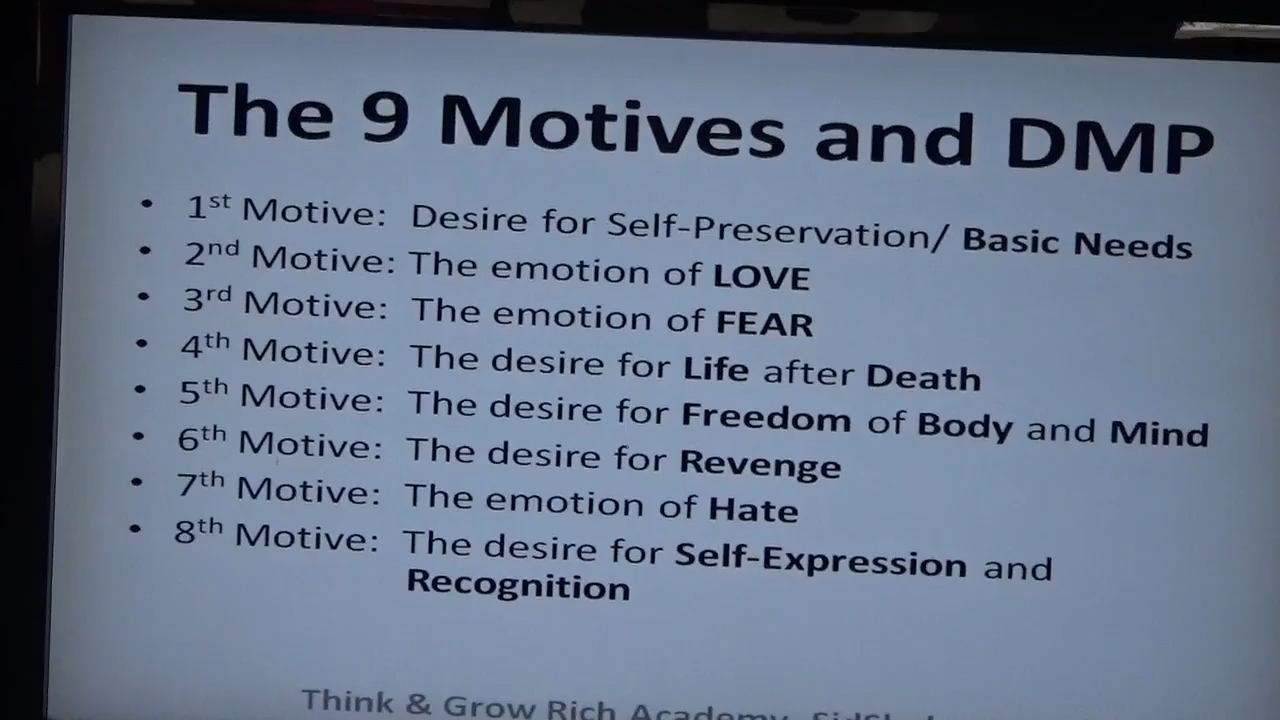 The 9 Motives and DMP
• 1st Motive: Desire for Self-Preservation/ Basic Needs
• 2nd Motive: The emotion of LOVE
• 3rd Motive: The emotion of FEAR
• 4th Motive: The desire for Life after Death
• 5th Motive: The desire for Freedom of Body and Mind
• 6th Motive: The desire for Revenge
• 7th Motive: The emotion of Hate
• 8th Motive: The desire for Self-Expression and
Recognition
Think & Grow Rich Academy